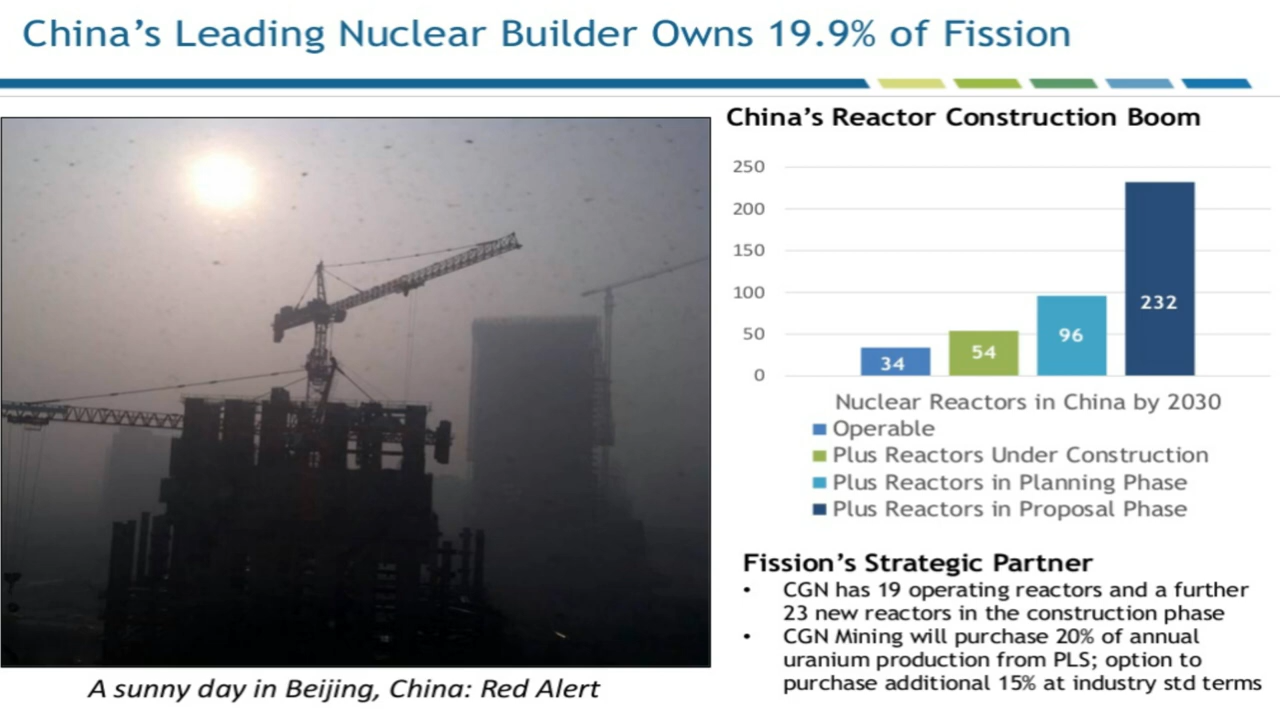 China's Leading Nuclear Builder Owns 19.9% of Fission
China's Reactor Construction Boom
250
200
150
100
50
0
34
54
96
232
Nuclear Reactors in China by 2030
Operable
Plus Reactors Under Construction
Plus Reactors in Planning Phase
Plus Reactors in Proposal Phase
Fission's Strategic Partner
• CGN has 19 operating reactors and a further
23 new reactors in the construction phase
• CGN Mining will purchase 20% of annual
uranium production from PLS; option to
purchase additional 15% at industry std terms
A sunny day in Beijing, China: Red Alert